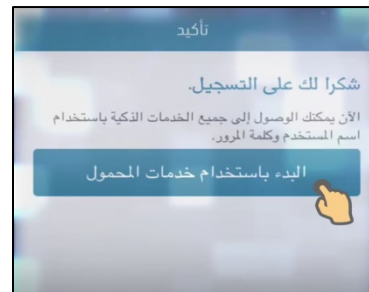 تأكيد
شكرا لك على التسجيل.
الآن يمكنك الوصول إلى جميع الخدمات الذكية باستخدام
اسم المستخدم وكلمة المرور.
البدء باستخدام خدمات المحمول